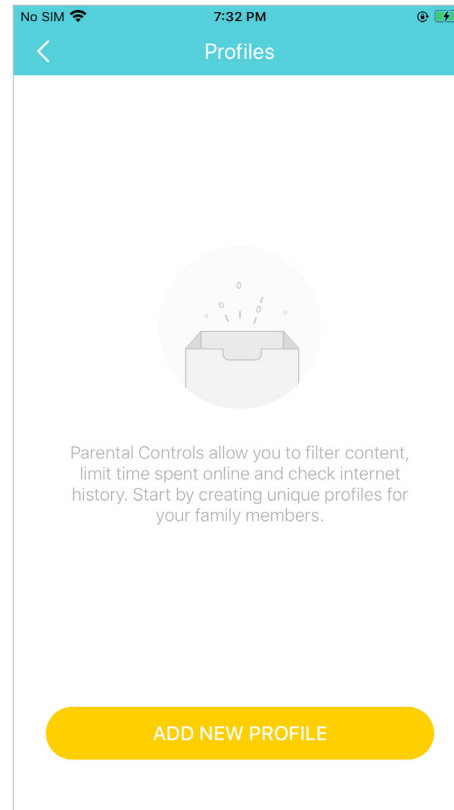 No SIM 7:32 PM
Profiles
Parental Controls allow you to filter content,
limit time spent online and check internet
history. Start by creating unique profiles for
your family members.
ADD NEW PROFILE